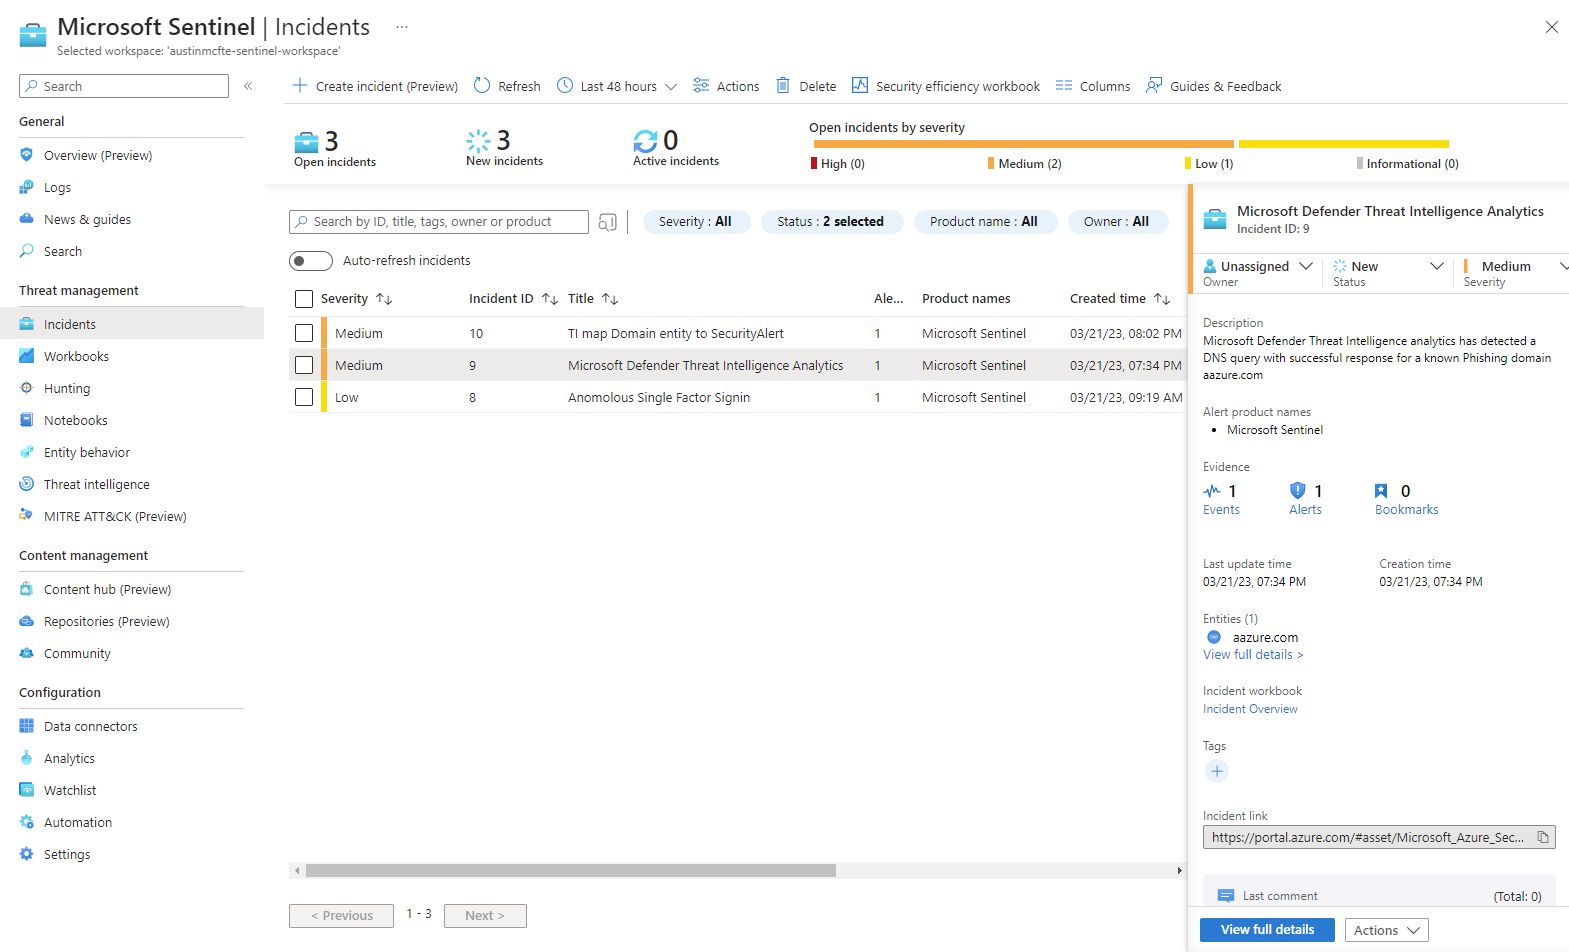 Microsoft Sentinel | Incidents ...
Selected workspace: 'austinmcfte-sentinel-workspace'
Search
«
General
Overview (Preview)
Logs
News & guides
Search
Threat management
Incidents
Workbooks
Hunting
Notebooks
Entity behavior
Threat intelligence
MITRE ATT&CK (Preview)
Content management
Content hub (Preview)
Repositories (Preview)
Community
Configuration
Data connectors
Analytics
Watchlist
Automation
Settings
Create incident (Preview) Refresh Last 48 hours Actions Delete Security efficiency workbook Columns Guides & Feedback
3
Open incidents
3
New incidents
0
Active incidents
Open incidents by severity
High (0) Medium (2) Low (1) Informational (0)
Search by ID, title, tags, owner or product
Severity : All
Status : 2 selected
Product name : All
Owner : All
Auto-refresh incidents
Severity ↑↓ Incident ID ↑↓ Title ↑↓ Ale... Product names Created time ↑↓
Medium 10 TI map Domain entity to SecurityAlert 1 Microsoft Sentinel 03/21/23, 08:02 PM
Medium 9 Microsoft Defender Threat Intelligence Analytics 1 Microsoft Sentinel 03/21/23, 07:34 PM
Low 8 Anomolous Single Factor Signin 1 Microsoft Sentinel 03/21/23, 09:19 AM
< Previous 1 - 3 Next >
Microsoft Defender Threat Intelligence Analytics
Incident ID: 9
Unassigned
Owner
New
Status
Medium
Severity
Description
Microsoft Defender Threat Intelligence analytics has detected a
DNS query with successful response for a known Phishing domain
aazure.com
Alert product names
• Microsoft Sentinel
Evidence
1
Events
1
Alerts
0
Bookmarks
Last update time
03/21/23, 07:34 PM
Creation time
03/21/23, 07:34 PM
Entities (1)
aazure.com
View full details >
Incident workbook
Incident Overview
Tags
+
Incident link
https://portal.azure.com/#asset/Microsoft_Azure_Sec...
Last comment (Total: 0)
View full details
Actions